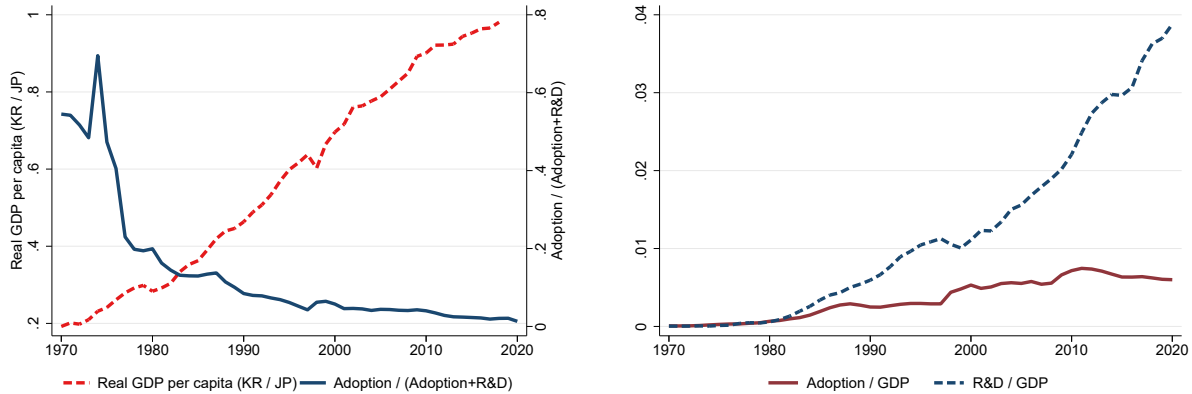 Real GDP per capita (KR / JP)
1
.8
.6
.4
.2
.8
.6
.4
.2
0
Adoption / (Adoption+R&D)
1970 1980 1990 2000 2010 2020
Real GDP per capita (KR / JP) Adoption / (Adoption+R&D)
.04
.03
.02
.01
0
1970 1980 1990 2000 2010 2020
Adoption / GDP R&D / GDP